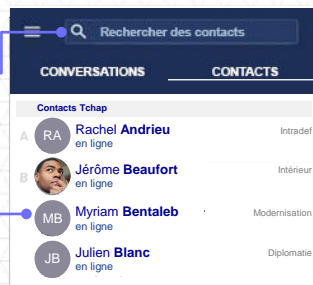 Rechercher des contacts
CONVERSATIONS CONTACTS
Contacts Tchap
A RA Rachel Andrieu Intradef
en ligne
B Jérôme Beaufort Intérieur
en ligne
MB Myriam Bentaleb Modernisation
en ligne
JB Julien Blanc Diplomatie
en ligne